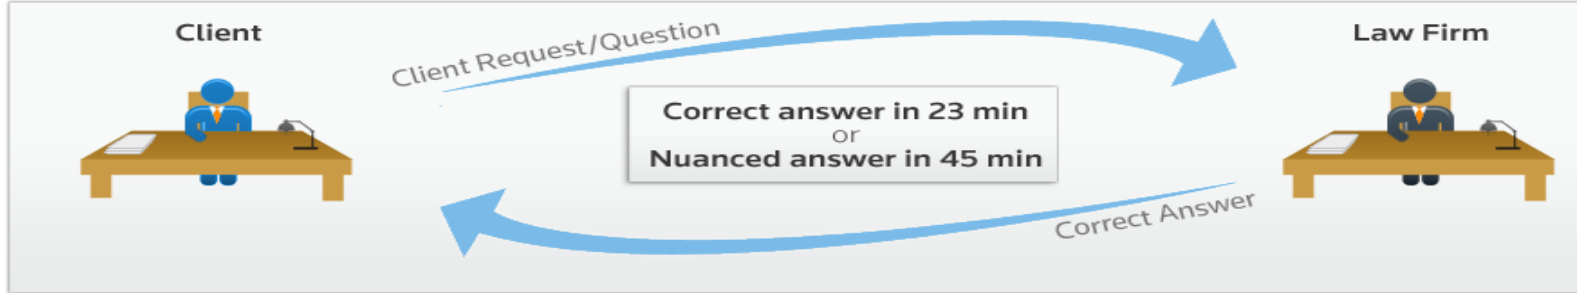 Client
Law Firm
Client Request/Question
Correct answer in 23 min
or
Nuanced answer in 45 min
Correct Answer